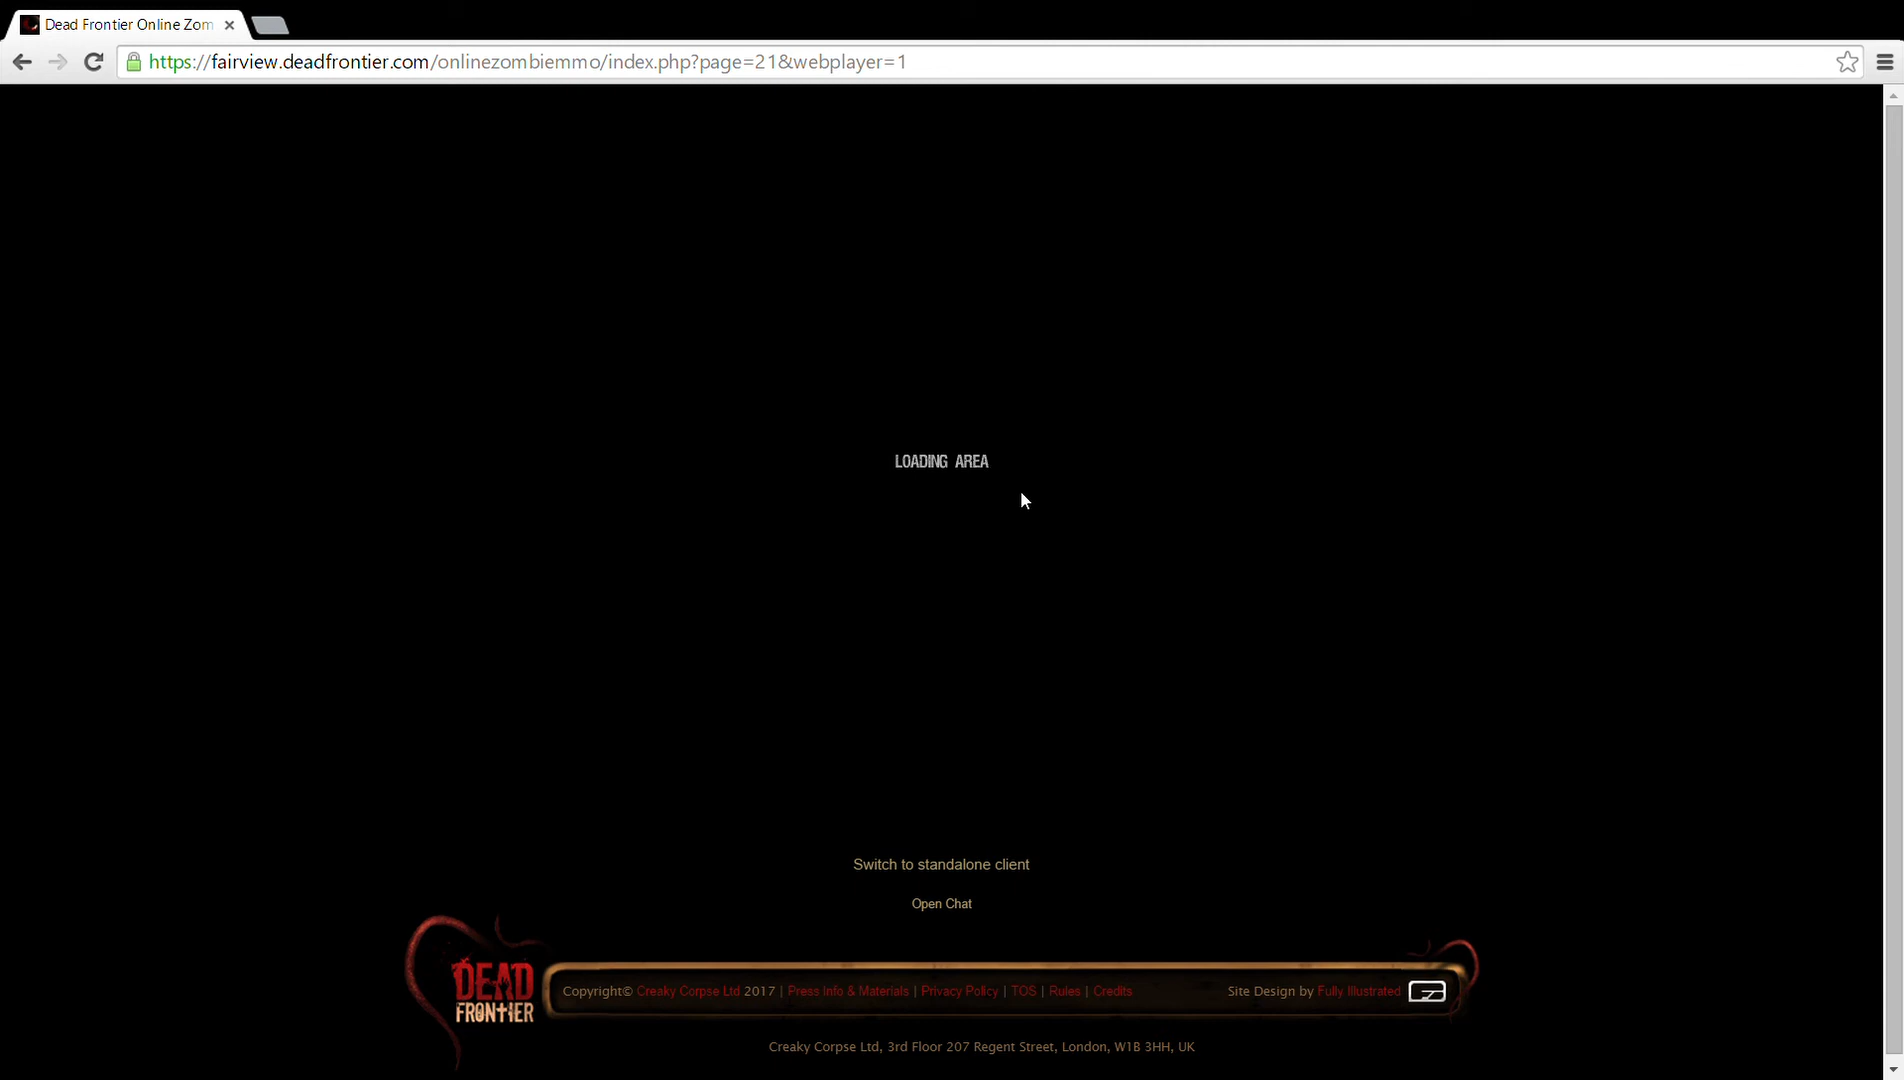 Dead Frontier Online Zom
https://fairview.deadfrontier.com/onlinezombiemmo/index.php?page=21&webplayer=1
LOADING AREA
Switch to standalone client
Open Chat
DEAD
FRONTIER
Copyright© Creaky Corpse Ltd 2017 | Press Info & Materials | Privacy Policy | TOS | Rules | Credits
Site Design by Fully Illustrated
Creaky Corpse Ltd, 3rd Floor 207 Regent Street, London, W1B 3HH, UK